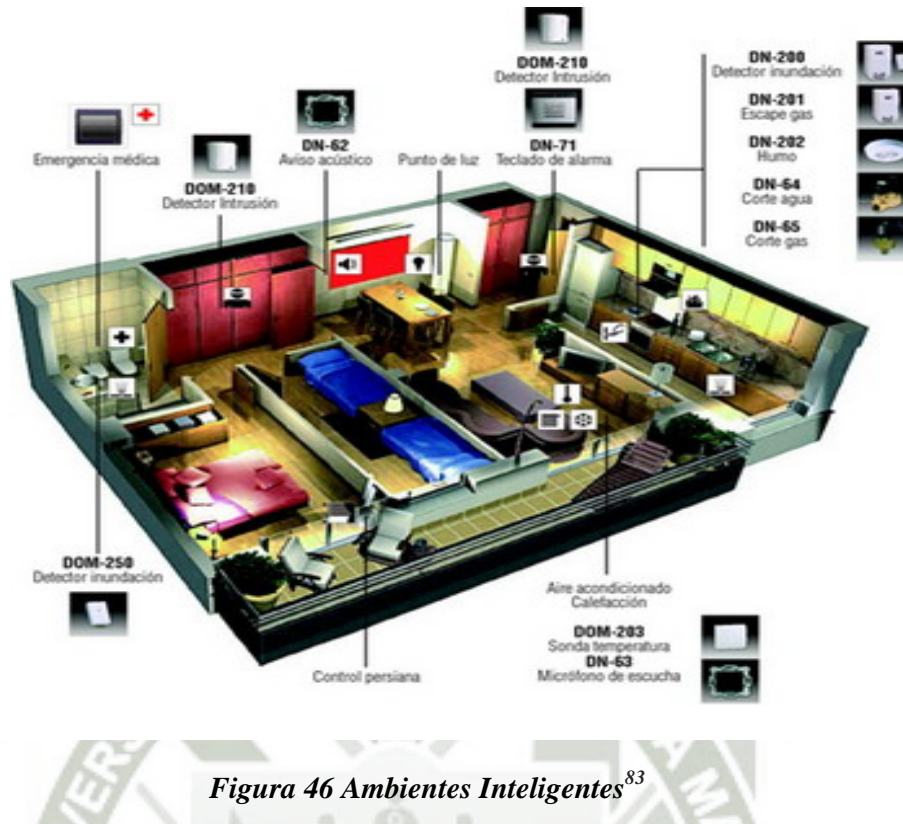 DOM-210
Detector Intrusión
DN-200
Detector inundación
DN-201
Escape gas
DN-202
Humo
DN-64
Corte agua
DN-65
Corte gas
Emergencia médica
DOM-210
Detector Intrusión
DN-62
Aviso acústico
Punto de luz
DN-71
Teclado de alarma
DOM-250
Detector inundación
Control persiana
Aire acondicionado
Calefacción
DOM-203
Sonda temperatura
DN-63
Micrófono de escucha
Figura 46 Ambientes Inteligentes83